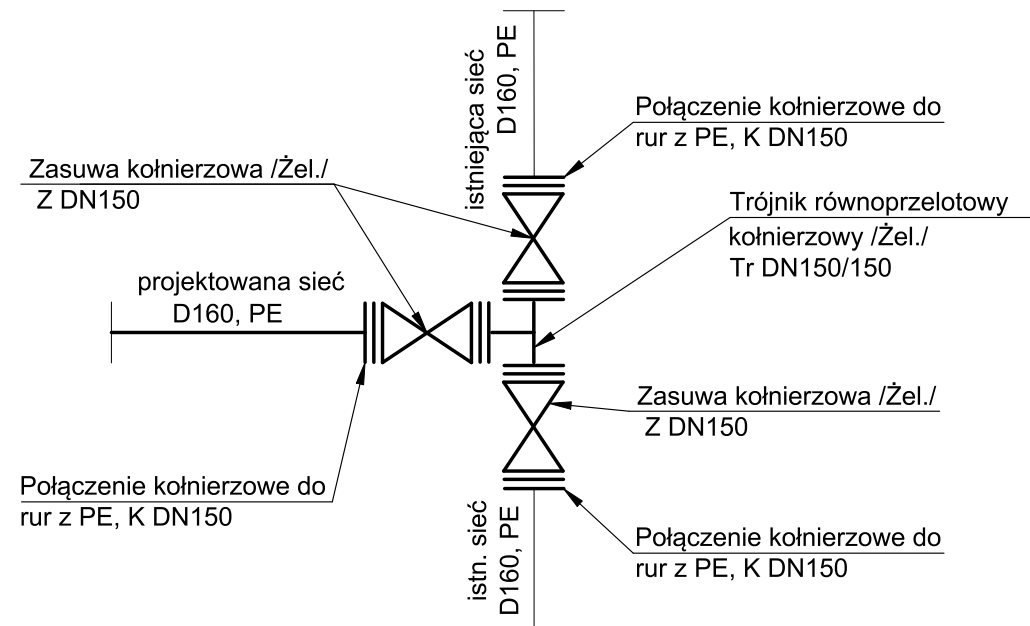 istniejąca sieć
D160, PE
Połączenie kołnierzowe do
rur z PE, K DN150
Zasuwa kołnierzowa /Żel./
Z DN150
Trójnik równoprzelotowy
kołnierzowy /Żel./
Tr DN150/150
projektowana sieć
D160, PE
Zasuwa kołnierzowa /Żel./
Z DN150
Połączenie kołnierzowe do
rur z PE, K DN150
istn. sieć
D160, PE
Połączenie kołnierzowe do
rur z PE, K DN150